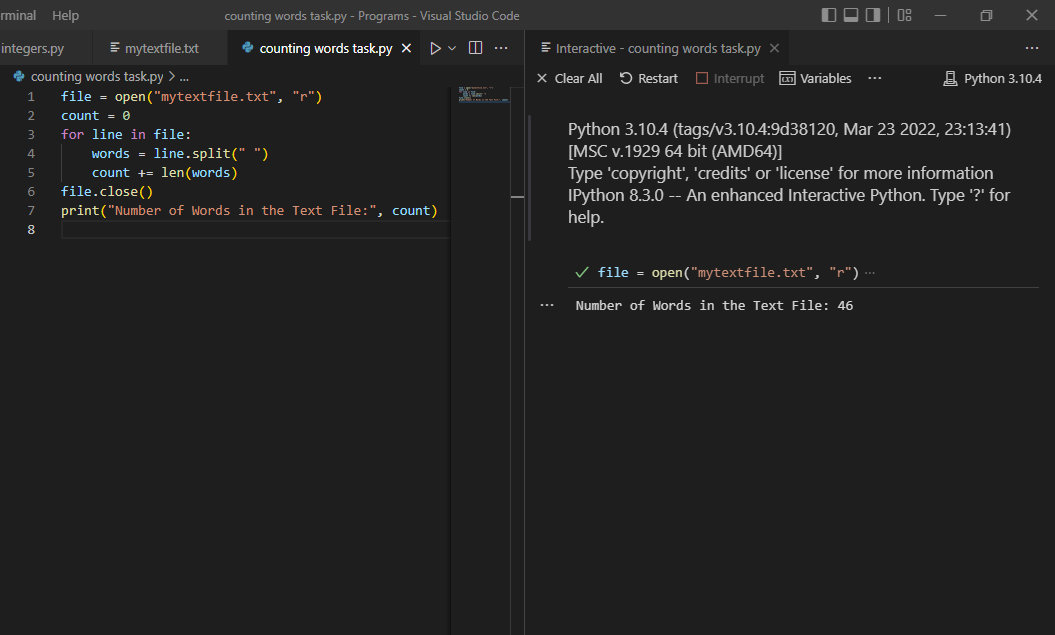 rminal Help counting words task.py - Programs - Visual Studio Code
integers.py mytextfile.txt counting words task.py Interactive - counting words task.py
counting words task.py > ...
Clear All Restart Interrupt Variables ... Python 3.10.4
1 file = open("mytextfile.txt", "r")
2 count = 0
3 for line in file:
4 words = line.split(" ")
5 count += len(words)
6 file.close()
7 print("Number of Words in the Text File:", count)
8
Python 3.10.4 (tags/v3.10.4:9d38120, Mar 23 2022, 23:13:41)
[MSC v.1929 64 bit (AMD64)]
Type 'copyright', 'credits' or 'license' for more information
IPython 8.3.0 -- An enhanced Interactive Python. Type '?' for
help.
file = open("mytextfile.txt", "r") ...
Number of Words in the Text File: 46